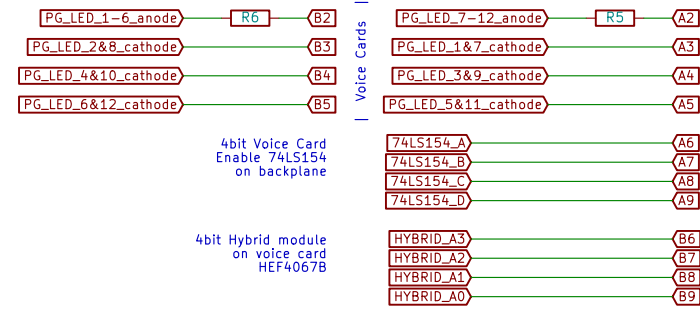 PG_LED_1-6_anode R6 B2
PG_LED_2&8_cathode B3
PG_LED_4&10_cathode B4
PG_LED_6&12_cathode B5
Voice Cards
PG_LED_7-12_anode R5 A2
PG_LED_1&7_cathode A3
PG_LED_3&9_cathode A4
PG_LED_5&11_cathode A5
4bit Voice Card
Enable 74LS154
on backplane
74LS154_A A6
74LS154_B A7
74LS154_C A8
74LS154_D A9
4bit Hybrid module
on voice card
HEF4067B
HYBRID_A3 B6
HYBRID_A2 B7
HYBRID_A1 B8
HYBRID_A0 B9